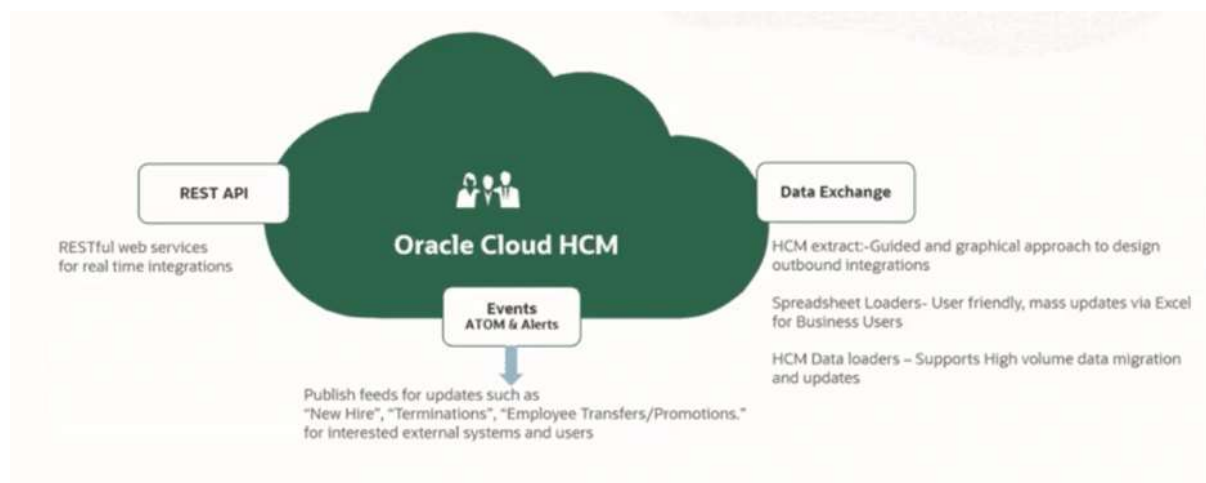 REST API
RESTful web services
for real time integrations
Oracle Cloud HCM
Events
ATOM & Alerts
Publish feeds for updates such as
"New Hire", "Terminations", "Employee Transfers/Promotions."
for interested external systems and users
Data Exchange
HCM extract:-Guided and graphical approach to design
outbound integrations
Spreadsheet Loaders- User friendly, mass updates via Excel
for Business Users
HCM Data loaders – Supports High volume data migration
and updates